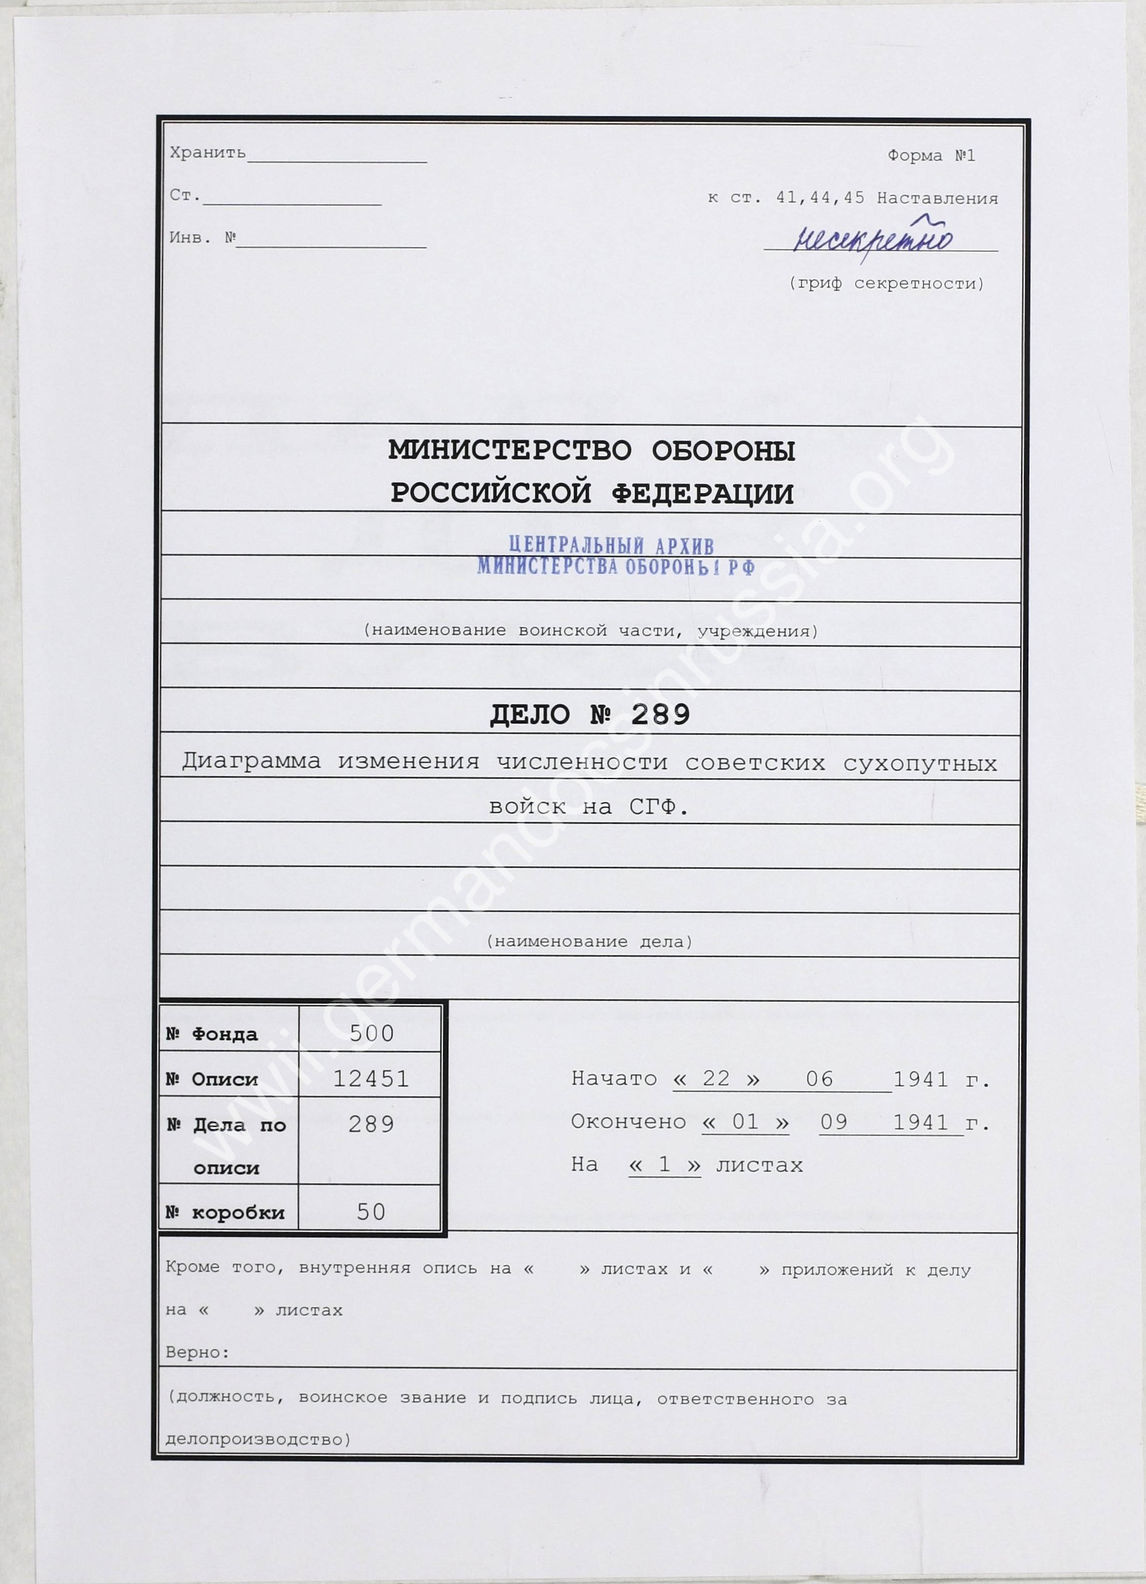 Хранить
Форма №1
Ст.
к ст. 41,44,45 Наставления
Инв. №
несекретно
(гриф секретности)
МИНИСТЕРСТВО ОБОРОНЫ
РОССИЙСКОЙ ФЕДЕРАЦИИ
ЦЕНТРАЛЬНЫЙ АРХИВ
МИНИСТЕРСТВА ОБОРОНЫ РФ
(наименование воинской части, учреждения)
ДЕЛО № 289
Диаграмма изменения численности советских сухопутных
войск на СГФ.
(наименование дела)
№ Фонда 500
№ Описи 12451
№ Дела по 289
описи
№ коробки 50
Начато « 22 » 06 1941 г.
Окончено « 01 » 09 1941 г.
На « 1 » листах
Кроме того, внутренняя опись на « » листах и « » приложений к делу
на « » листах
Верно:
(должность, воинское звание и подпись лица, ответственного за
делопроизводство)
wwii.germandocsinrussia.org